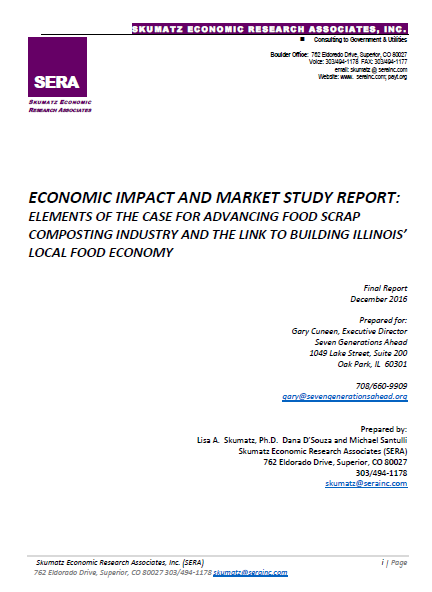 SKUMATZ ECONOMIC RESEARCH ASSOCIATES, INC.
■ Consulting to Government & Utilities
Boulder Office: 762 Eldorado Drive, Superior, CO 80027
Voice: 303/494-1178 FAX: 303/494-1177
email: skumatz @ serainc.com
Website: www. serainc.com; payt.org
SERA
SKUMATZ ECONOMIC
RESEARCH ASSOCIATES
ECONOMIC IMPACT AND MARKET STUDY REPORT:
ELEMENTS OF THE CASE FOR ADVANCING FOOD SCRAP
COMPOSTING INDUSTRY AND THE LINK TO BUILDING ILLINOIS'
LOCAL FOOD ECONOMY
Final Report
December 2016
Prepared for:
Gary Cuneen, Executive Director
Seven Generations Ahead
1049 Lake Street, Suite 200
Oak Park, IL 60301
708/660-9909
gary@sevengenerationsahead.org
Prepared by:
Lisa A. Skumatz, Ph.D. Dana D'Souza and Michael Santulli
Skumatz Economic Research Associates (SERA)
762 Eldorado Drive, Superior, CO 80027
303/494-1178
skumatz@serainc.com
Skumatz Economic Research Associates, Inc. (SERA) i | Page
762 Eldorado Drive, Superior, CO 80027 303/494-1178 skumatz@serainc.com